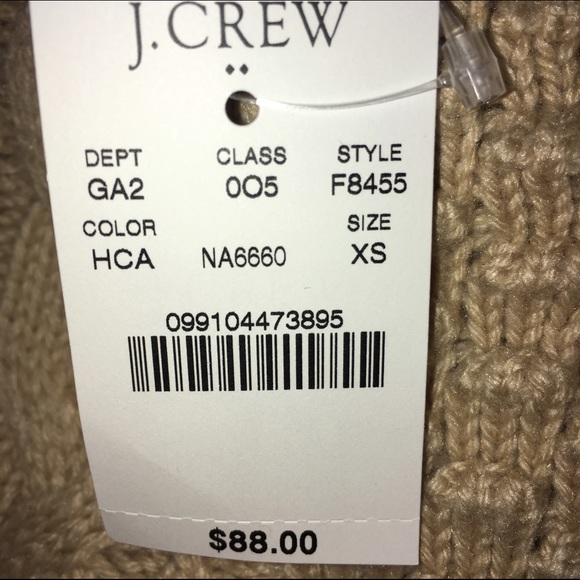 J.CREW
DEPT CLASS STYLE
GA2 0O5 F8455
COLOR SIZE
HCA NA6660 XS
099104473895
$88.00